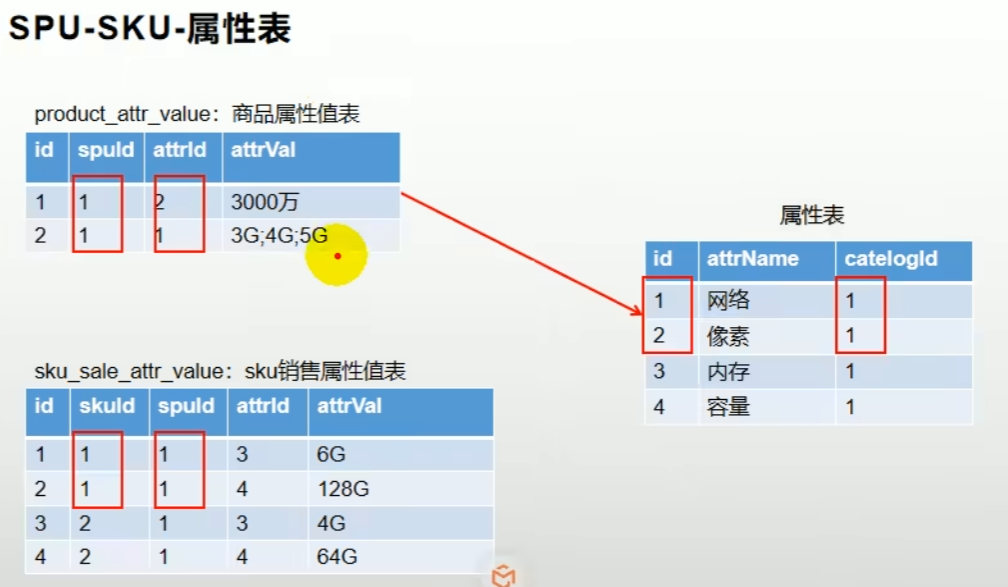 SPU-SKU-属性表
product_attr_value：商品属性值表
id spuId attrId attrVal
1 1 2 3000万
2 1 1 3G;4G;5G
属性表
id attrName catelogId
1 网络 1
2 像素 1
3 内存 1
4 容量 1
sku_sale_attr_value：sku销售属性值表
id skuId spuId attrId attrVal
1 1 1 3 6G
2 1 1 4 128G
3 2 1 3 4G
4 2 1 4 64G